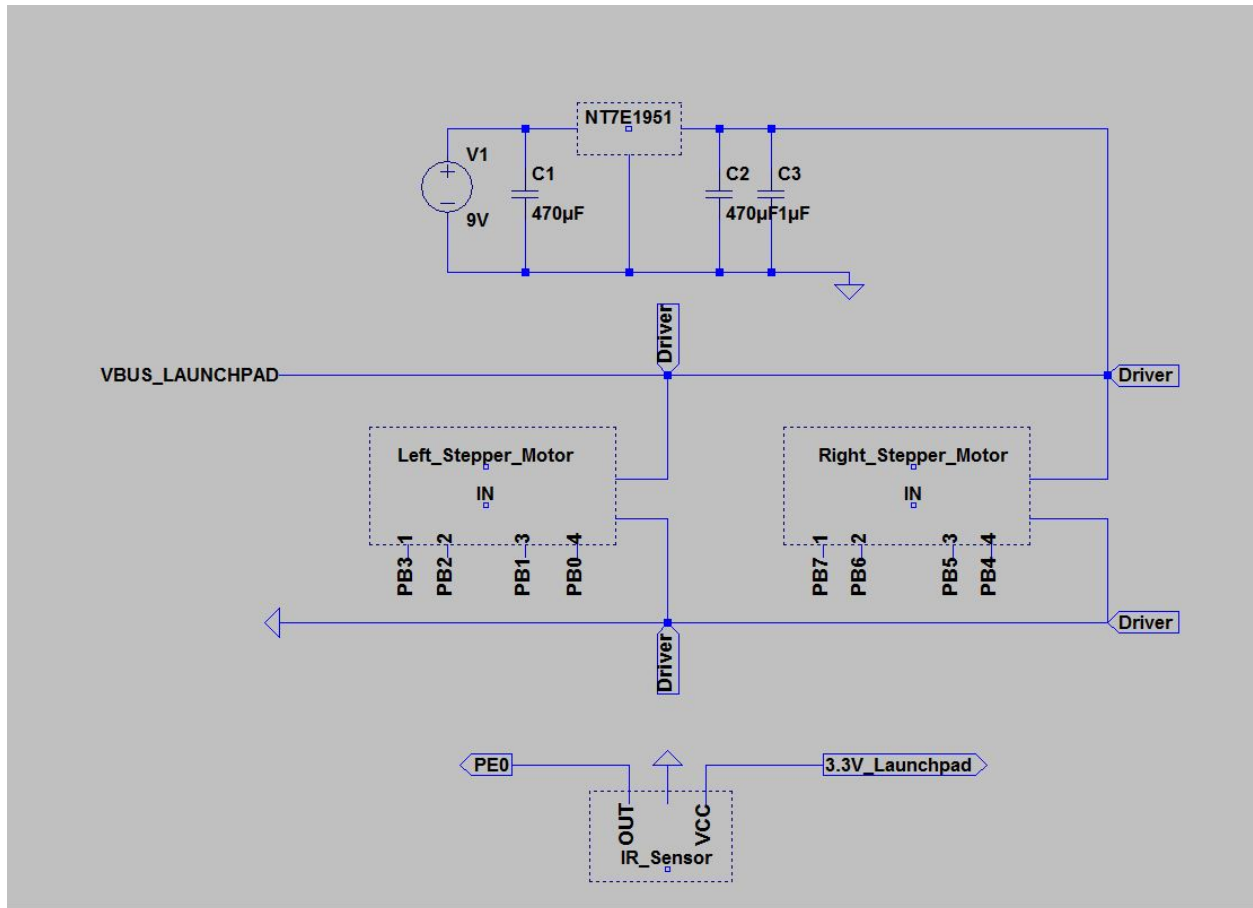 NT7E1951
V1
9V
C1
470µF
C2
470µF
C3
1µF
Driver
VBUS_LAUNCHPAD
Driver
Left_Stepper_Motor
IN
1 2 3 4
PB3 PB2 PB1 PB0
Right_Stepper_Motor
IN
1 2 3 4
PB7 PB6 PB5 PB4
Driver
Driver
PE0
3.3V_Launchpad
OUT VCC
IR_Sensor